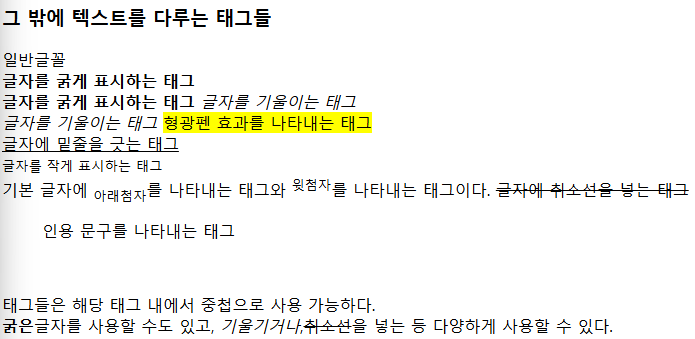 그 밖에 텍스트를 다루는 태그들
일반글꼴
글자를 굵게 표시하는 태그
글자를 굵게 표시하는 태그 글자를 기울이는 태그
글자를 기울이는 태그 형광펜 효과를 나타내는 태그
글자에 밑줄을 긋는 태그
글자를 작게 표시하는 태그
기본 글자에 아래첨자를 나타내는 태그와 윗첨자를 나타내는 태그이다. 글자에 취소선을 넣는 태그
인용 문구를 나타내는 태그
태그들은 해당 태그 내에서 중첩으로 사용 가능하다.
굵은글자를 사용할 수도 있고, 기울기거나,취소선을 넣는 등 다양하게 사용할 수 있다.